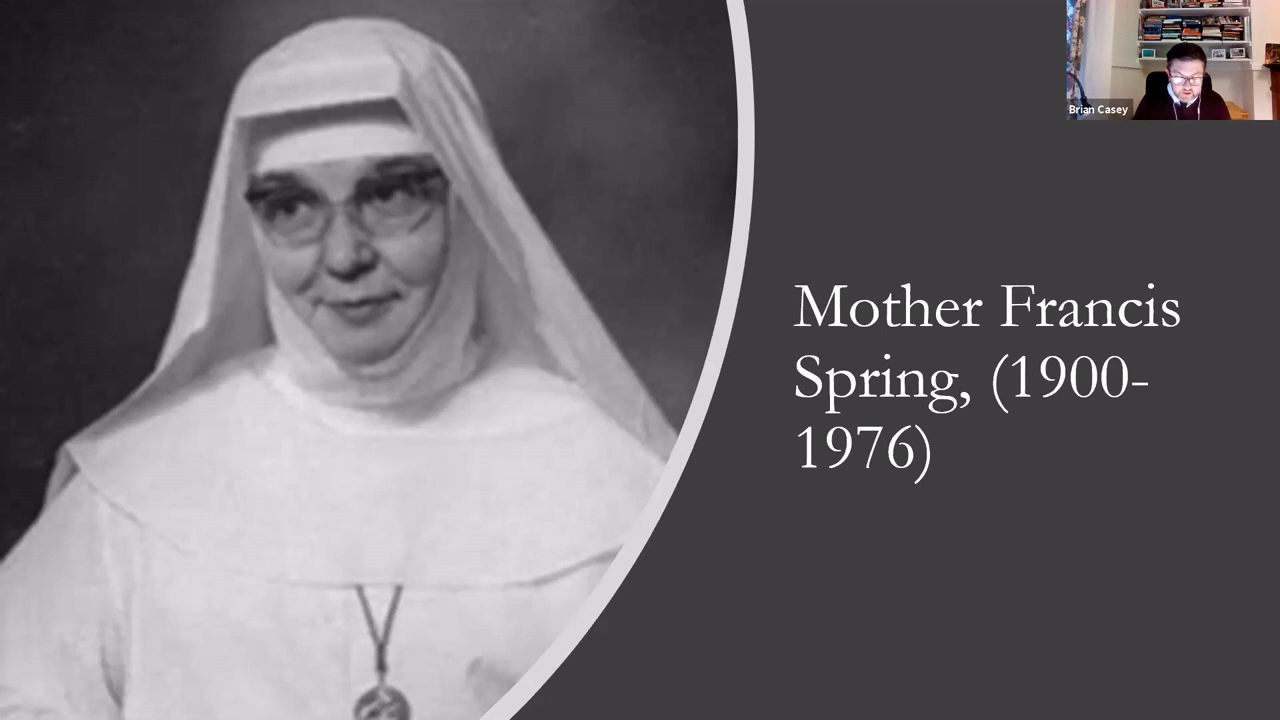 Brian Casey
Mother Francis
Spring, (1900-
1976)